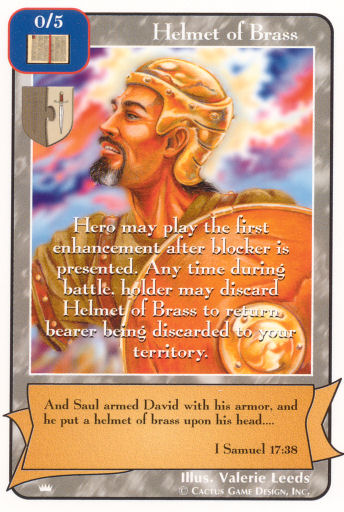 0/5
Helmet of Brass
Hero may play the first
enhancement after blocker is
presented. Any time during
battle, holder may discard
Helmet of Brass to return
bearer being discarded to your
territory.
And Saul armed David with his armor, and
he put a helmet of brass upon his head....
I Samuel 17:38
Illus. Valerie Leeds
© Cactus Game Design, Inc.